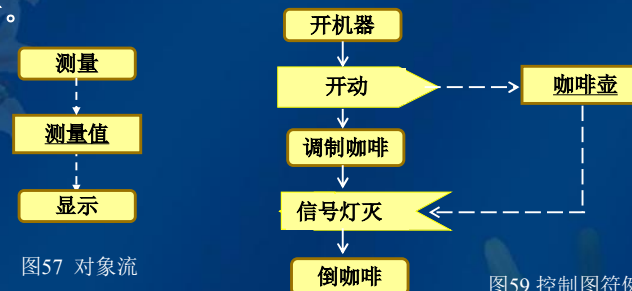 。
开机器
测量
开动
咖啡壶
测量值
调制咖啡
显示
信号灯灭
图57 对象流
倒咖啡
图59 控制图符例